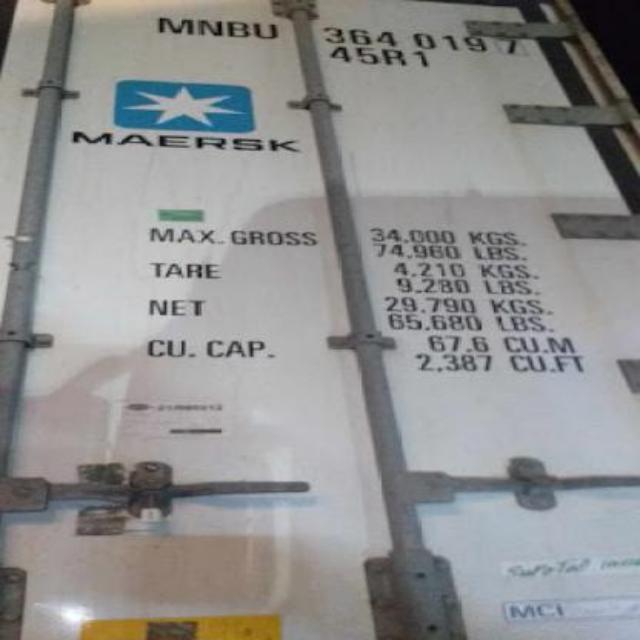 MNBU 364 019 7
45R1
MAERSK
MAX. GROSS 34.000 KGS.
74.960 LBS.
TARE 4.210 KGS.
9.280 LBS.
NET 29.790 KGS.
65.680 LBS.
CU. CAP. 67,6 CU.M
2.387 CU.FT
MCI